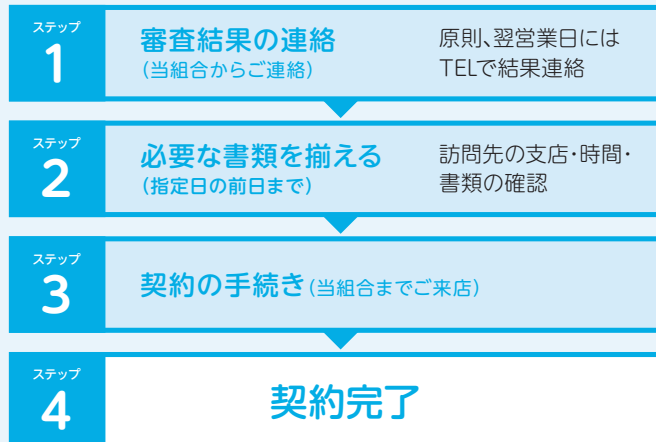 ステップ
1
審査結果の連絡
(当組合からご連絡)
原則、翌営業日には
TELで結果連絡
ステップ
2
必要な書類を揃える
(指定日の前日まで)
訪問先の支店・時間・
書類の確認
ステップ
3
契約の手続き(当組合までご来店)
ステップ
4
契約完了